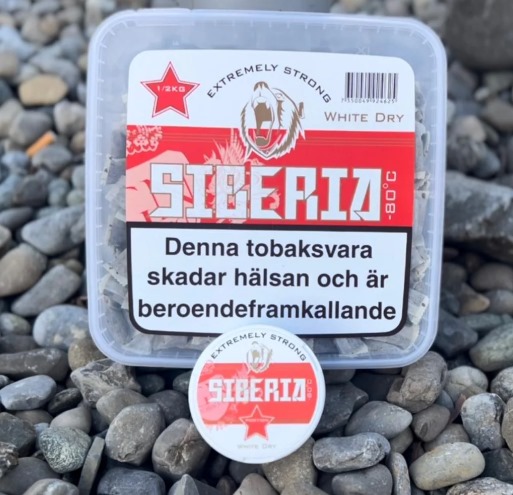 EXTREMELY STRONG
1/2KG
WHITE DRY
SIBERIA
-80°C
Denna tobaksvara
skadar hälsan och är
beroendeframkallande
EXTREMELY STRONG
SIBERIA
WHITE DRY